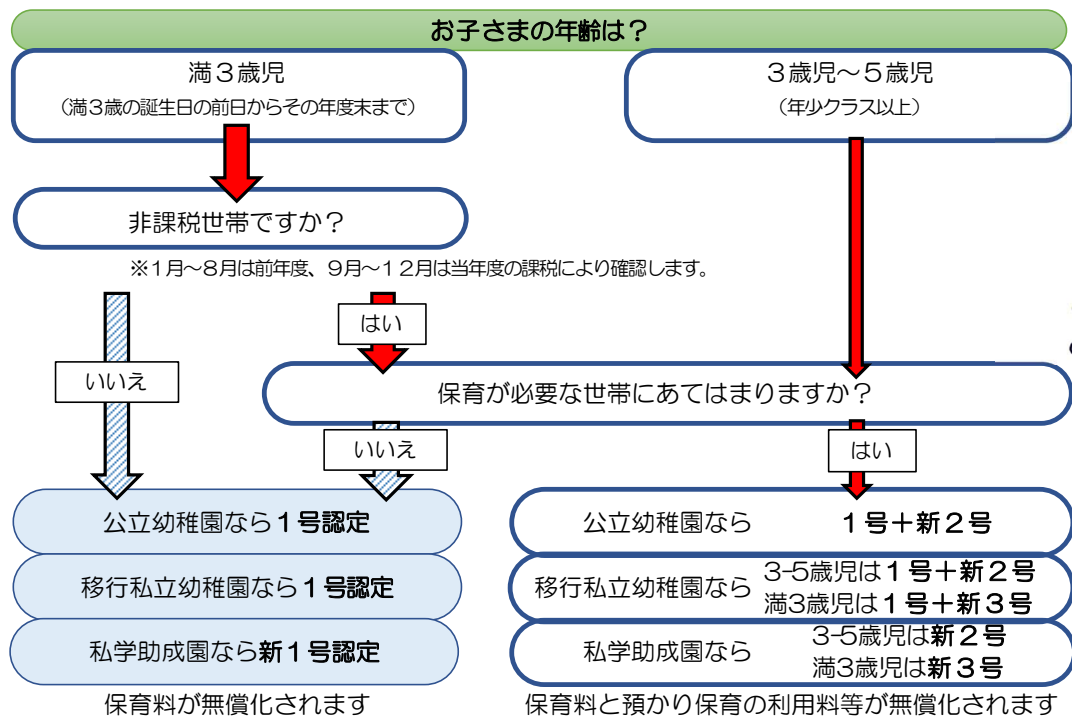 お子さまの年齢は？
満３歳児
（満３歳の誕生日の前日からその年度末まで）
３歳児～５歳児
（年少クラス以上）
非課税世帯ですか？
※１月～８月は前年度、９月～１２月は当年度の課税により確認します。
はい
いいえ
保育が必要な世帯にあてはまりますか？
いいえ
はい
公立幼稚園なら１号認定
移行私立幼稚園なら１号認定
私学助成園なら新１号認定
保育料が無償化されます
公立幼稚園なら １号＋新２号
移行私立幼稚園なら
3-5歳児は１号＋新２号
満3歳児は１号＋新３号
私学助成園なら
3-5歳児は新２号
満3歳児は新３号
保育料と預かり保育の利用料等が無償化されます